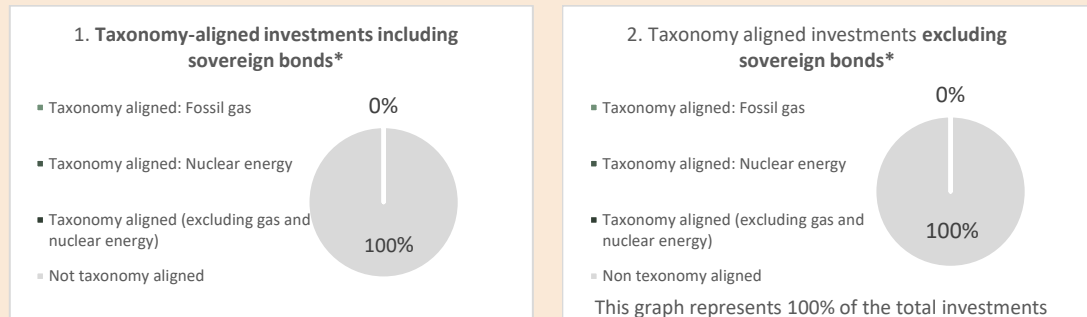 1. Taxonomy-aligned investments including
sovereign bonds*
Taxonomy aligned: Fossil gas
Taxonomy aligned: Nuclear energy
Taxonomy aligned (excluding gas and
nuclear energy)
Not taxonomy aligned
0%
100%
2. Taxonomy aligned investments excluding
sovereign bonds*
Taxonomy aligned: Fossil gas
Taxonomy aligned: Nuclear energy
Taxonomy aligned (excluding gas and
nuclear energy)
Non texonomy aligned
0%
100%
This graph represents 100% of the total investments